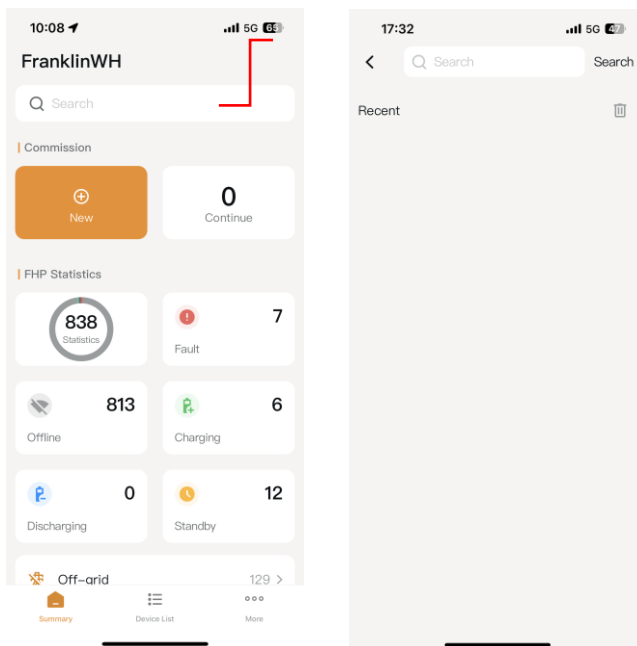 10:08
5G 63
FranklinWH
Search
Commission
New
0
Continue
FHP Statistics
838
Statistics
7
Fault
813
Offline
6
Charging
0
Discharging
12
Standby
Off-grid
129 >
Summary
Device List
More
17:32
5G 47
Search
Search
Recent